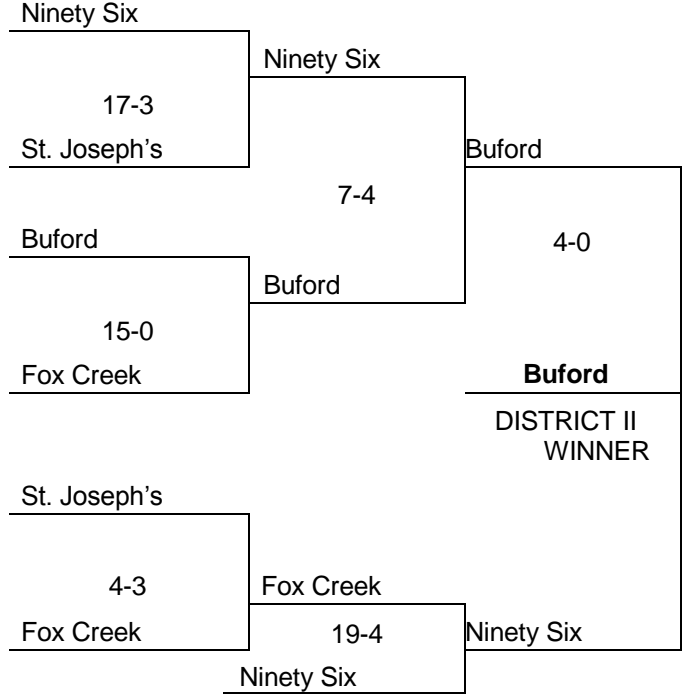 Ninety Six
Ninety Six
17-3
St. Joseph's
Buford
7-4
Buford
4-0
Buford
15-0
Fox Creek
Buford
DISTRICT II
WINNER
St. Joseph's
4-3
Fox Creek
Fox Creek
19-4
Ninety Six
Ninety Six